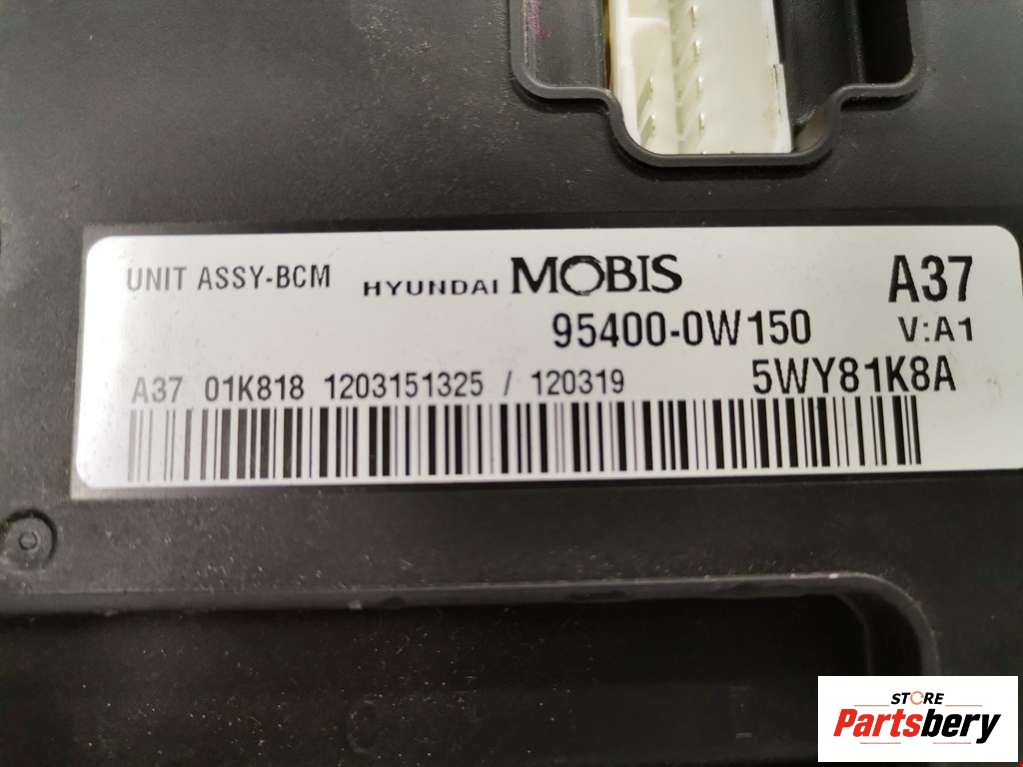 UNIT ASSY-BCM HYUNDAI MOBIS A37
95400-0W150 V:A1
A37 01K818 1203151325 / 120319 5WY81K8A
STORE
Partsbery